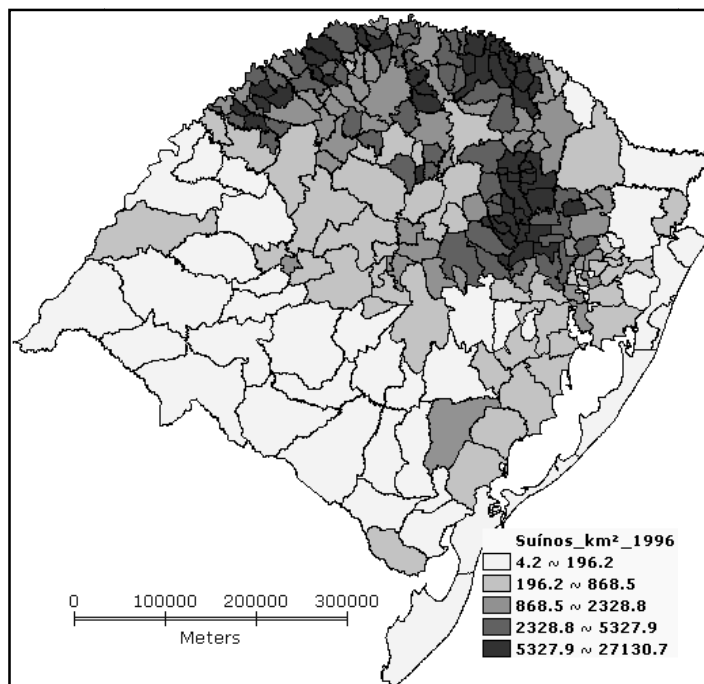 Suínos_km²_1996
4.2 ~ 196.2
196.2 ~ 868.5
868.5 ~ 2328.8
2328.8 ~ 5327.9
5327.9 ~ 27130.7
0 100000 200000 300000
Meters